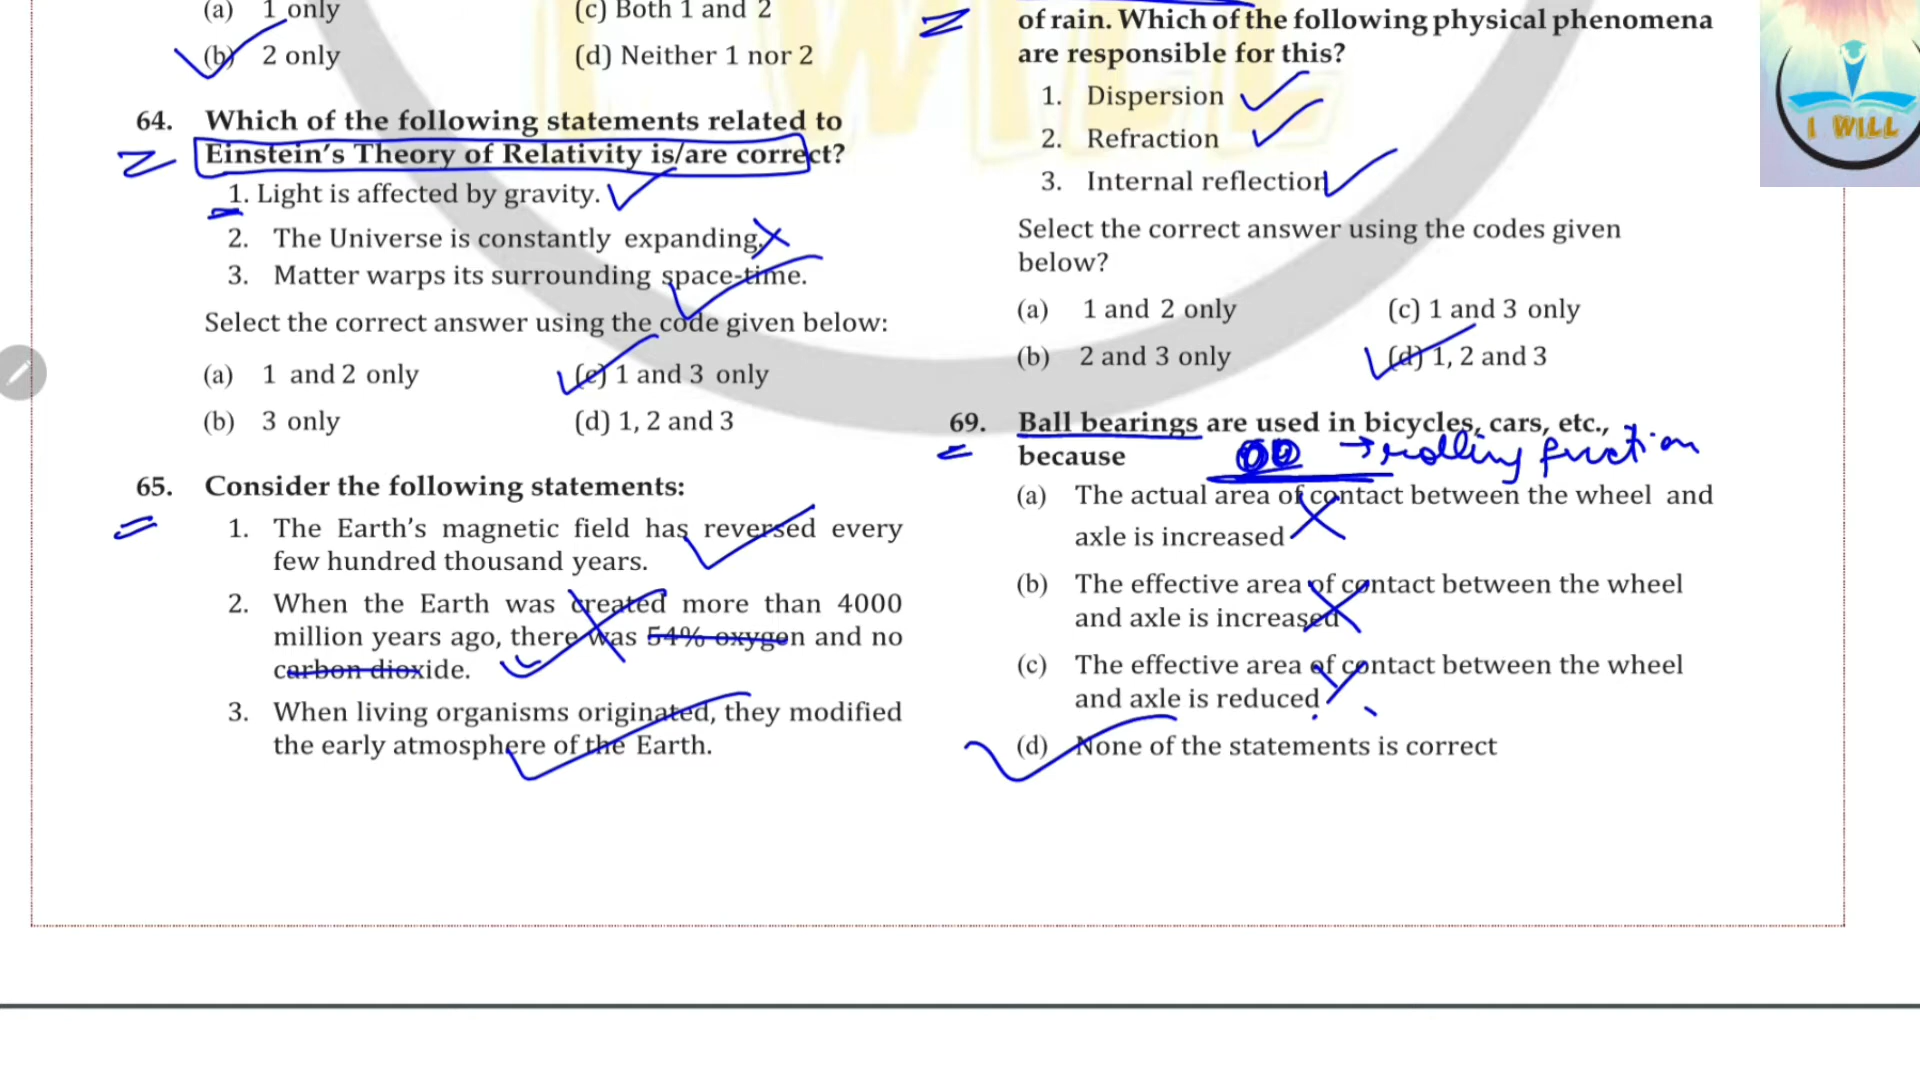 (a) 1 only
(c) Both 1 and 2
(b) 2 only
(d) Neither 1 nor 2
64. Which of the following statements related to
Einstein's Theory of Relativity is/are correct?
1. Light is affected by gravity.
2. The Universe is constantly expanding.
3. Matter warps its surrounding space-time.
Select the correct answer using the code given below:
(a) 1 and 2 only
(c) 1 and 3 only
(b) 3 only
(d) 1, 2 and 3
65. Consider the following statements:
1. The Earth's magnetic field has reversed every
few hundred thousand years.
2. When the Earth was created more than 4000
million years ago, there was 54% oxygen and no
carbon dioxide.
3. When living organisms originated, they modified
the early atmosphere of the Earth.
of rain. Which of the following physical phenomena
are responsible for this?
1. Dispersion
2. Refraction
3. Internal reflection
Select the correct answer using the codes given
below?
(a) 1 and 2 only
(c) 1 and 3 only
(b) 2 and 3 only
(d) 1, 2 and 3
69. Ball bearings are used in bicycles, cars, etc.,
because
→ rolling friction
(a) The actual area of contact between the wheel and
axle is increased
(b) The effective area of contact between the wheel
and axle is increased
(c) The effective area of contact between the wheel
and axle is reduced
(d) None of the statements is correct
I WILL
I WILL